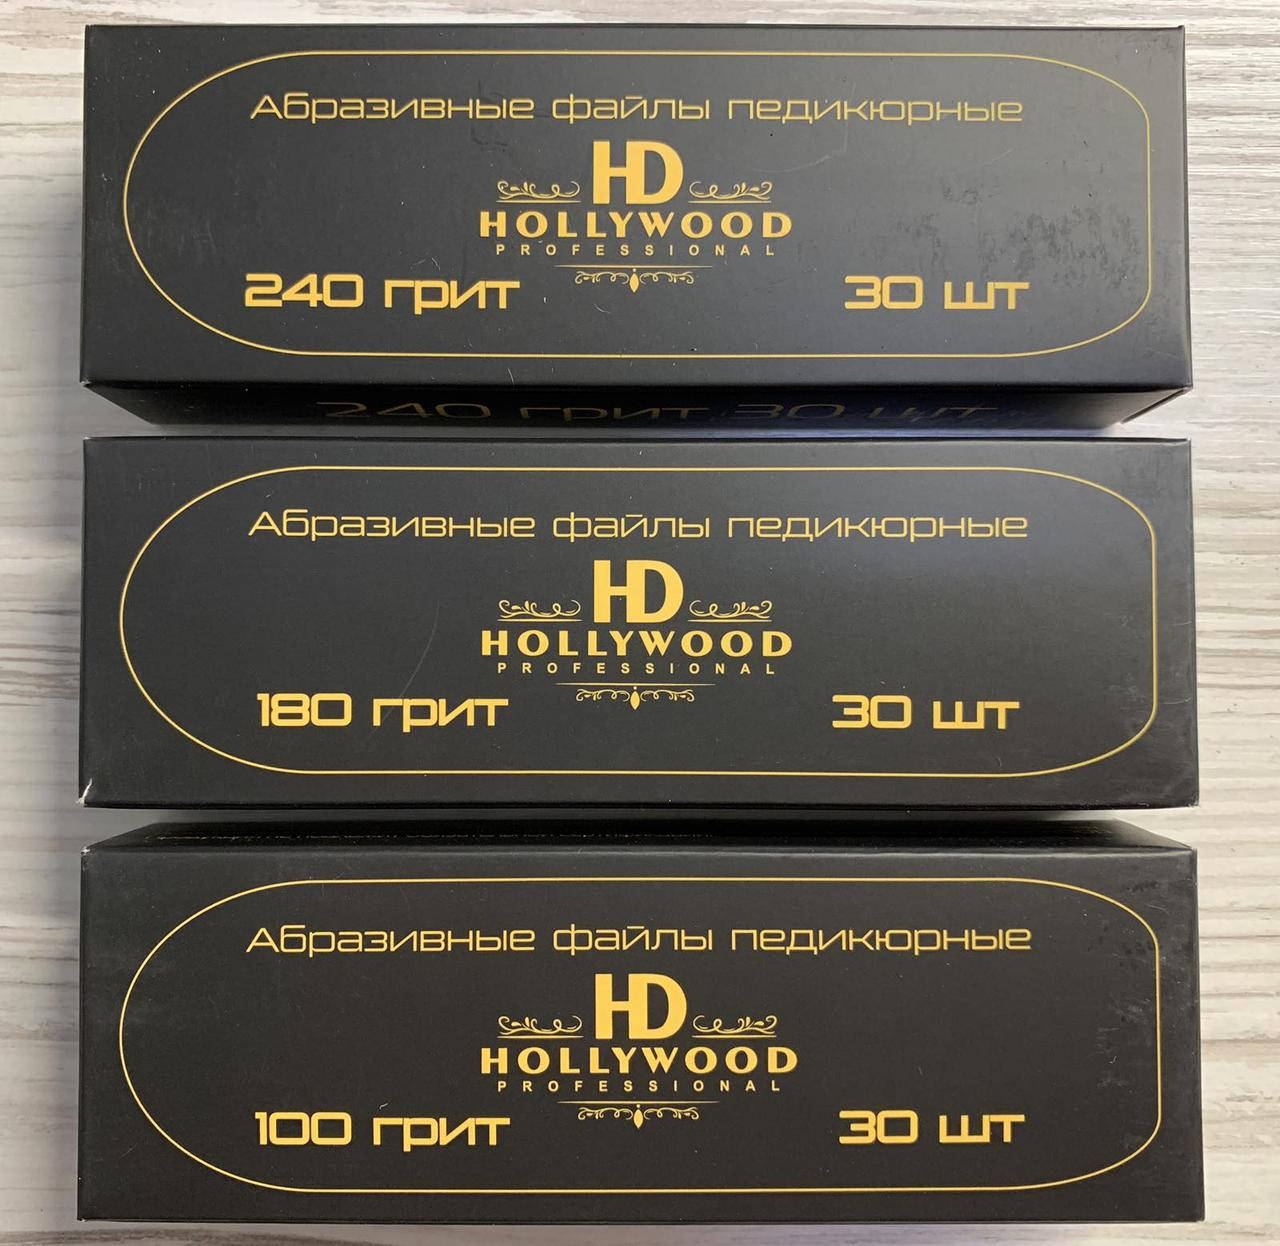 Абразивные файлы педикюрные
HD
HOLLYWOOD
PROFESSIONAL
240 грит 30 шт
240 грит 30 шт
Абразивные файлы педикюрные
HD
HOLLYWOOD
PROFESSIONAL
180 грит 30 шт
Абразивные файлы педикюрные
HD
HOLLYWOOD
PROFESSIONAL
100 грит 30 шт